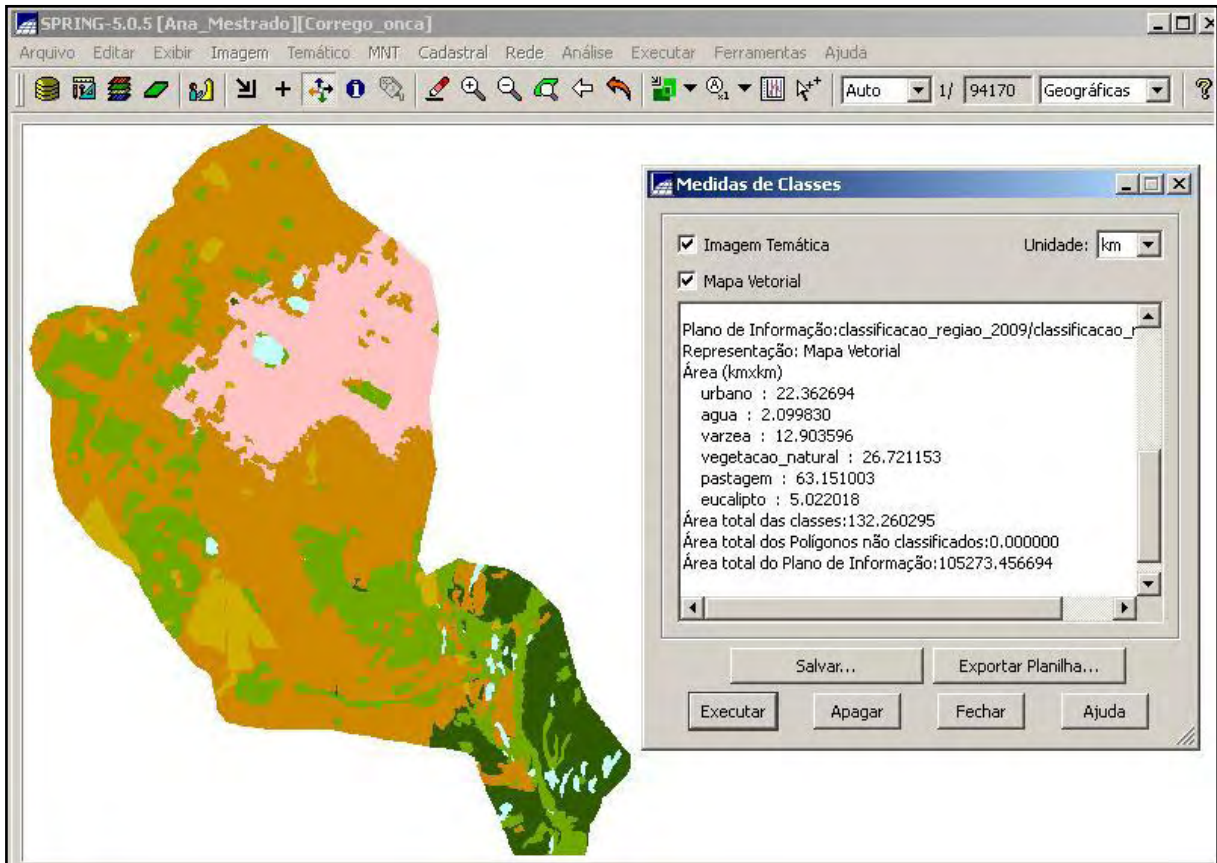 SPRING-5.0.5 [Ana_Mestrado][Corrego_onca]
Arquivo Editar Exibir Imagem Temático MNT Cadastral Rede Análise Executar Ferramentas Ajuda
Auto 1/ 94170 Geográficas
Medidas de Classes
Imagem Temática Unidade: km
Mapa Vetorial
Plano de Informação:classificacao_regiao_2009/classificacao_r
Representação: Mapa Vetorial
Área (kmxkm)
urbano : 22.362694
agua : 2.099830
varzea : 12.903596
vegetacao_natural : 26.721153
pastagem : 63.151003
eucalipto : 5.022018
Área total das classes:132.260295
Área total dos Polígonos não classificados:0.000000
Área total do Plano de Informação:105273.456694
Salvar... Exportar Planilha...
Executar Apagar Fechar Ajuda